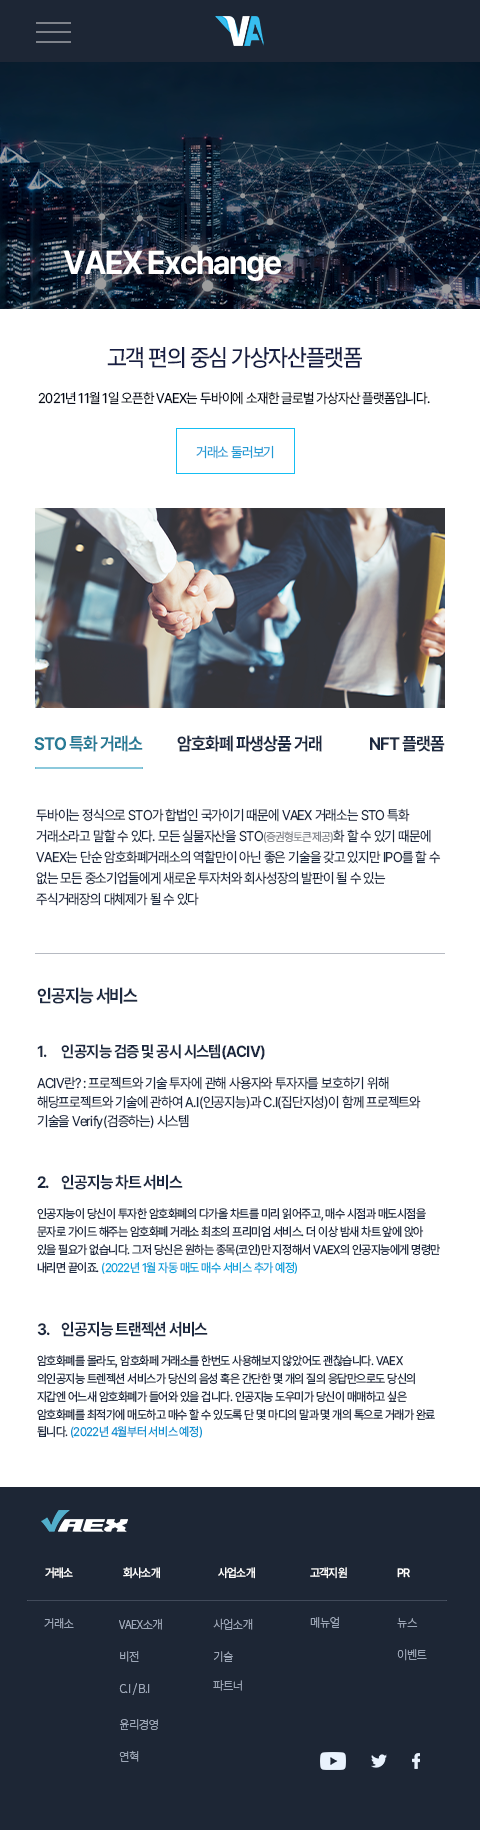 VA
VAEX Exchange
고객 편의 중심 가상자산플랫폼
2021년 11월 1일 오픈한 VAEX는 두바이에 소재한 글로벌 가상자산 플랫폼입니다.
거래소 둘러보기
STO 특화 거래소 암호화폐 파생상품 거래 NFT 플랫폼
두바이는 정식으로 STO가 합법인 국가이기 때문에 VAEX 거래소는 STO 특화
거래소라고 말할 수 있다. 모든 실물자산을 STO(증권형토큰제공)화 할 수 있기 때문에
VAEX는 단순 암호화폐거래소의 역할만이 아닌 좋은 기술을 갖고 있지만 IPO를 할 수
없는 모든 중소기업들에게 새로운 투자처와 회사성장의 발판이 될 수 있는
주식거래장의 대체제가 될 수 있다
인공지능 서비스
1. 인공지능 검증 및 공시 시스템(ACIV)
ACIV란? : 프로젝트와 기술 투자에 관해 사용자와 투자자를 보호하기 위해
해당프로젝트와 기술에 관하여 A.I(인공지능)과 C.I(집단지성)이 함께 프로젝트와
기술을 Verify(검증하는) 시스템
2. 인공지능 차트 서비스
인공지능이 당신이 투자한 암호화폐의 다가올 차트를 미리 읽어주고, 매수 시점과 매도시점을
문자로 가이드 해주는 암호화폐 거래소 최초의 프리미엄 서비스. 더 이상 밤새 차트 앞에 앉아
있을 필요가 없습니다. 그저 당신은 원하는 종목(코인)만 지정해서 VAEX의 인공지능에게 명령만
내리면 끝이죠. (2022년 1월 자동 매도 매수 서비스 추가 예정)
3. 인공지능 트랜젝션 서비스
암호화폐를 몰라도, 암호화페 거래소를 한번도 사용해보지 않았어도 괜찮습니다. VAEX
의인공지능 트렌젝션 서비스가 당신의 음성 혹은 간단한 몇 개의 질의 응답만으로도 당신의
지갑엔 어느새 암호화폐가 들어와 있을 겁니다. 인공지능 도우미가 당신이 매매하고 싶은
암호화폐를 최적가에 매도하고 매수 할 수 있도록 단 몇 마디의 말과 몇 개의 톡으로 거래가 완료
됩니다. (2022년 4월부터 서비스 예정)
VAEX
거래소 회사소개 사업소개 고객지원 PR
거래소 VAEX소개 사업소개 메뉴얼 뉴스
비전 기술 이벤트
C.I / B.I 파트너
윤리경영
연혁